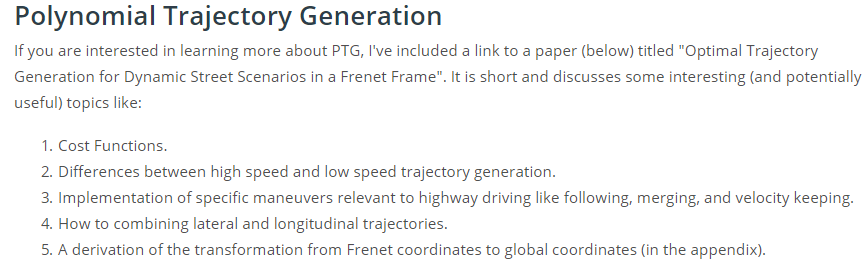 Polynomial Trajectory Generation
If you are interested in learning more about PTG, I've included a link to a paper (below) titled "Optimal Trajectory
Generation for Dynamic Street Scenarios in a Frenet Frame". It is short and discusses some interesting (and potentially
useful) topics like:
1. Cost Functions.
2. Differences between high speed and low speed trajectory generation.
3. Implementation of specific maneuvers relevant to highway driving like following, merging, and velocity keeping.
4. How to combining lateral and longitudinal trajectories.
5. A derivation of the transformation from Frenet coordinates to global coordinates (in the appendix).